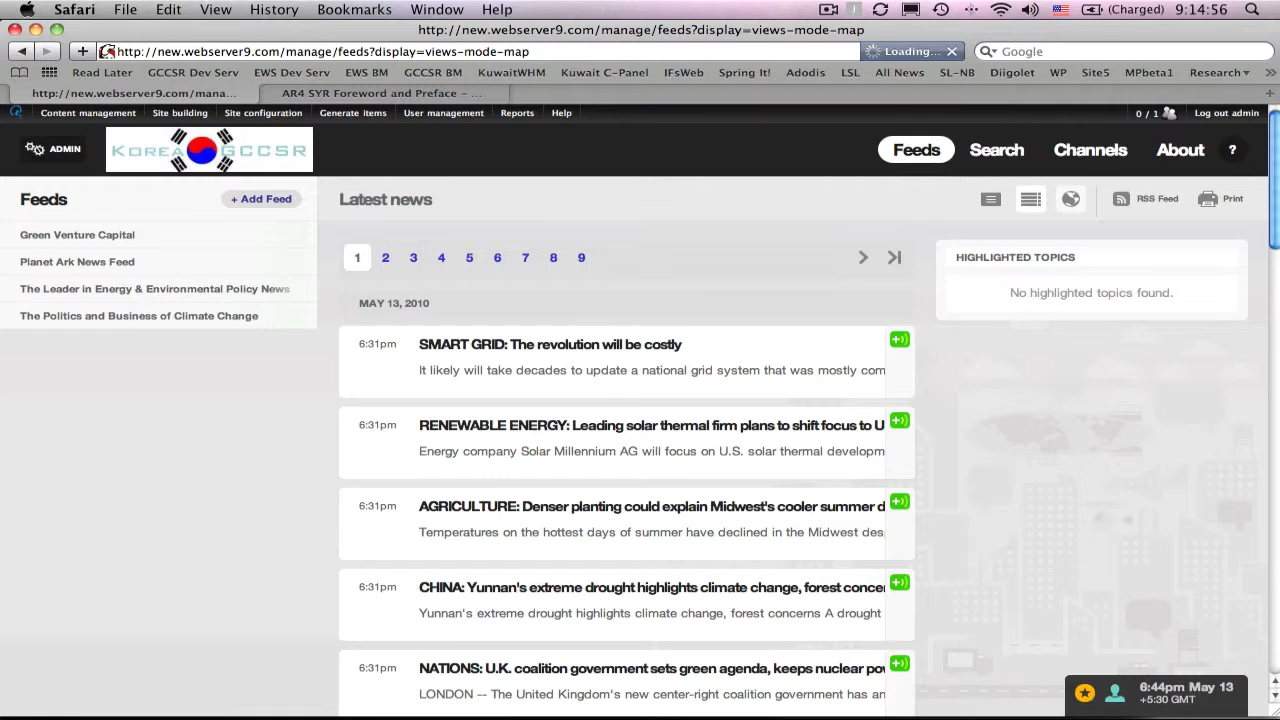 Safari File Edit View History Bookmarks Window Help (Charged) 9:14:56
http://new.webserver9.com/manage/feeds?display=views-mode-map
http://new.webserver9.com/manage/feeds?display=views-mode-map Loading... Google
Read Later GCCSR Dev Serv EWS Dev Serv EWS BM GCCSR BM KuwaitWHM Kuwait C-Panel IFsWeb Spring It! Adodis LSL All News SL-NB Diigolet WP Site5 MPbeta1 Research
http://new.webserver9.com/mana... AR4 SYR Foreword and Preface - ...
Content management Site building Site configuration Generate items User management Reports Help 0 / 1 Log out admin
ADMIN KOREA GCCSR Feeds Search Channels About ?
Feeds + Add Feed Latest news RSS Feed Print
Green Venture Capital
Planet Ark News Feed
The Leader in Energy & Environmental Policy News
The Politics and Business of Climate Change
1 2 3 4 5 6 7 8 9
MAY 13, 2010
6:31pm SMART GRID: The revolution will be costly
It likely will take decades to update a national grid system that was mostly com
6:31pm RENEWABLE ENERGY: Leading solar thermal firm plans to shift focus to U
Energy company Solar Millennium AG will focus on U.S. solar thermal developm
6:31pm AGRICULTURE: Denser planting could explain Midwest's cooler summer d
Temperatures on the hottest days of summer have declined in the Midwest des
6:31pm CHINA: Yunnan's extreme drought highlights climate change, forest concer
Yunnan's extreme drought highlights climate change, forest concerns A drought
6:31pm NATIONS: U.K. coalition government sets green agenda, keeps nuclear pov
LONDON -- The United Kingdom's new center-right coalition government has an
HIGHLIGHTED TOPICS
No highlighted topics found.
6:44pm May 13
+5:30 GMT